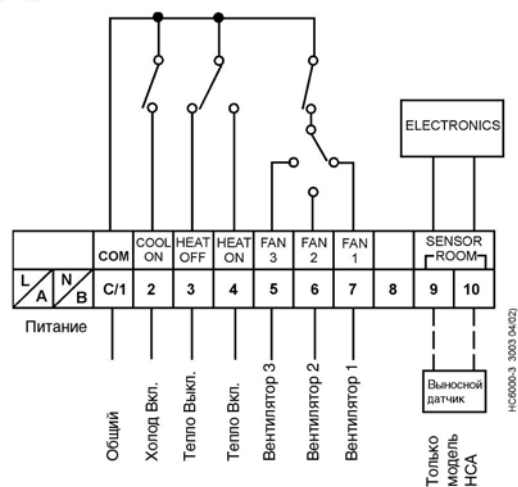 ELECTRONICS
COM
COOL ON
HEAT OFF
HEAT ON
FAN 3
FAN 2
FAN 1
SENSOR
ROOM
L/A
N/B
C/1
2
3
4
5
6
7
8
9
10
Питание
Общий
Холод Вкл.
Тепло Выкл.
Тепло Вкл.
Вентилятор 3
Вентилятор 2
Вентилятор 1
Выносной
датчик
Только
модель
HCA
HC6000-3 3003 04/02)